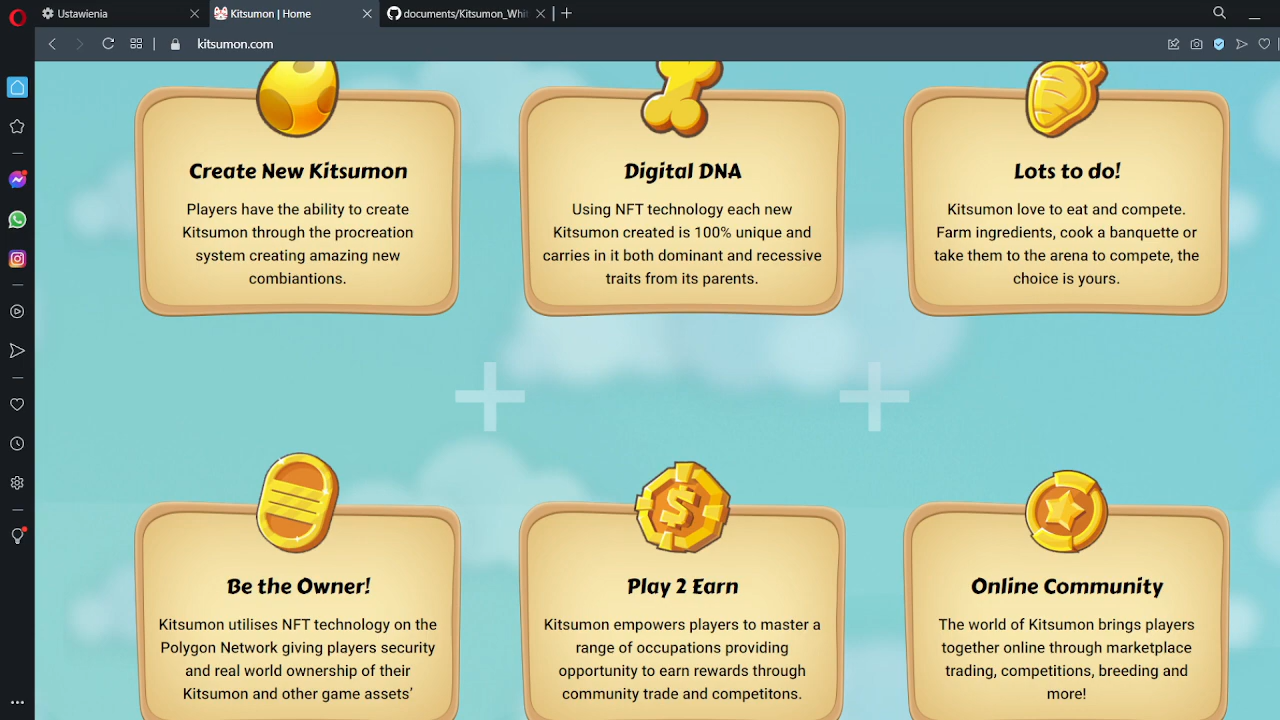 Ustawienia
Kitsumon | Home
documents/Kitsumon_Whi
kitsumon.com
Create New Kitsumon
Players have the ability to create
Kitsumon through the procreation
system creating amazing new
combiantions.
Digital DNA
Using NFT technology each new
Kitsumon created is 100% unique and
carries in it both dominant and recessive
traits from its parents.
Lots to do!
Kitsumon love to eat and compete.
Farm ingredients, cook a banquette or
take them to the arena to compete, the
choice is yours.
Be the Owner!
Kitsumon utilises NFT technology on the
Polygon Network giving players security
and real world ownership of their
Kitsumon and other game assets’
Play 2 Earn
Kitsumon empowers players to master a
range of occupations providing
opportunity to earn rewards through
community trade and competitons.
Online Community
The world of Kitsumon brings players
together online through marketplace
trading, competitions, breeding and
more!